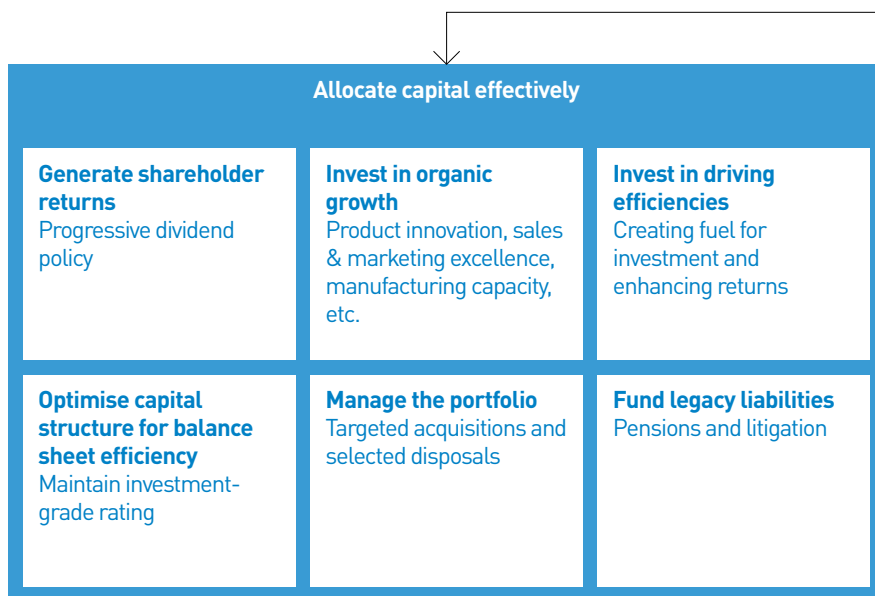 Allocate capital effectively
Generate shareholder
returns
Progressive dividend
policy
Invest in organic
growth
Product innovation, sales
& marketing excellence,
manufacturing capacity,
etc.
Invest in driving
efficiencies
Creating fuel for
investment and
enhancing returns
Optimise capital
structure for balance
sheet efficiency
Maintain investment-
grade rating
Manage the portfolio
Targeted acquisitions and
selected disposals
Fund legacy liabilities
Pensions and litigation